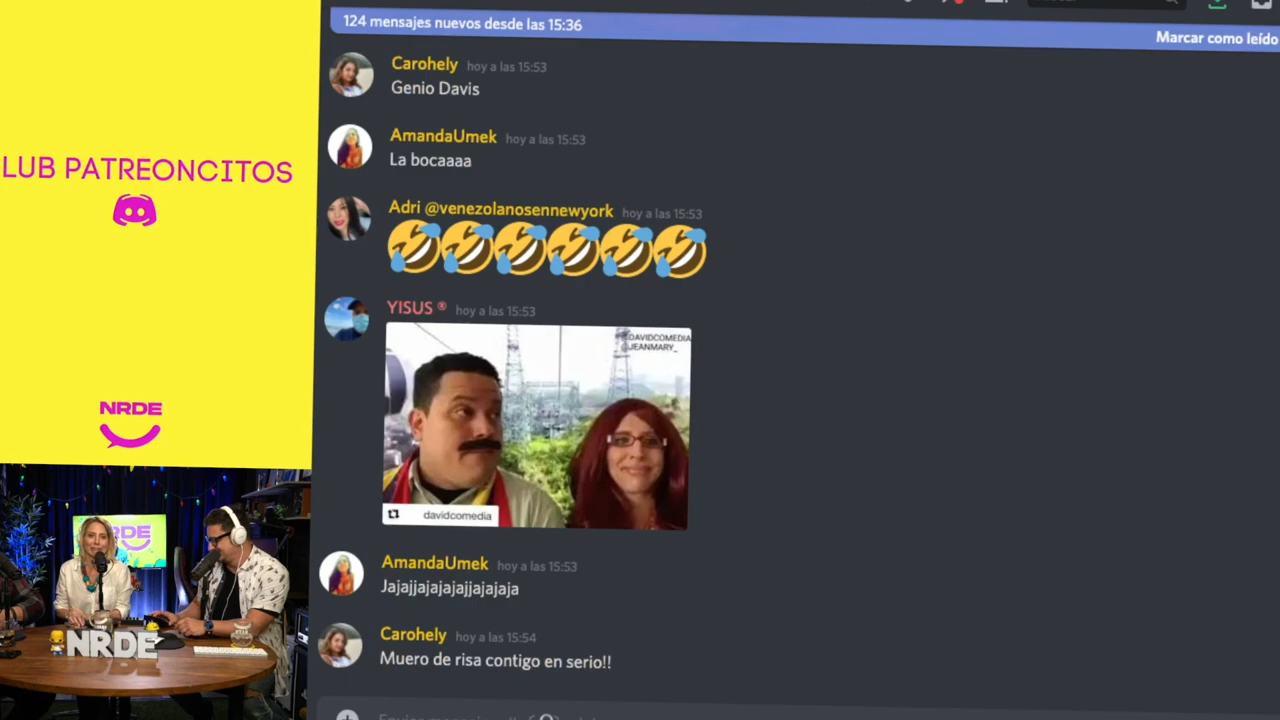 124 mensajes nuevos desde las 15:36
Marcar como leído
LUB PATREONCITOS
NRDE
NRDE
NRDE
Carohely hoy a las 15:53
Genio Davis
AmandaUmek hoy a las 15:53
La bocaaaa
Adri @venezolanosennewyork hoy a las 15:53
YISUS ® hoy a las 15:53
@DAVIDCOMEDIA
@JEANMARY_
davidcomedia
AmandaUmek hoy a las 15:53
Jajajjajajajajjajajaja
Carohely hoy a las 15:54
Muero de risa contigo en serio!!